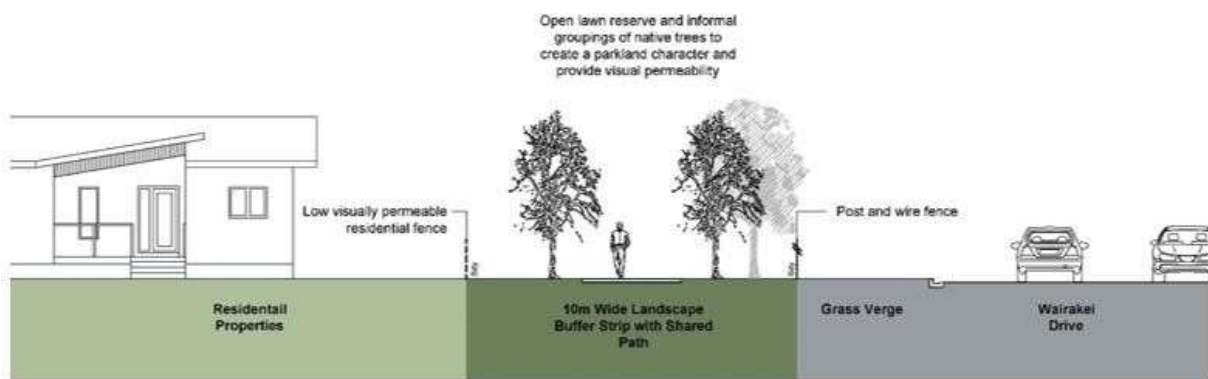 Open lawn reserve and informal
groupings of native trees to
create a parkland character and
provide visual permeability
Low visually permeable
residential fence
Post and wire fence
Residentail
Properties
10m Wide Landscape
Buffer Strip with Shared
Path
Grass Verge
Wairakei
Drive